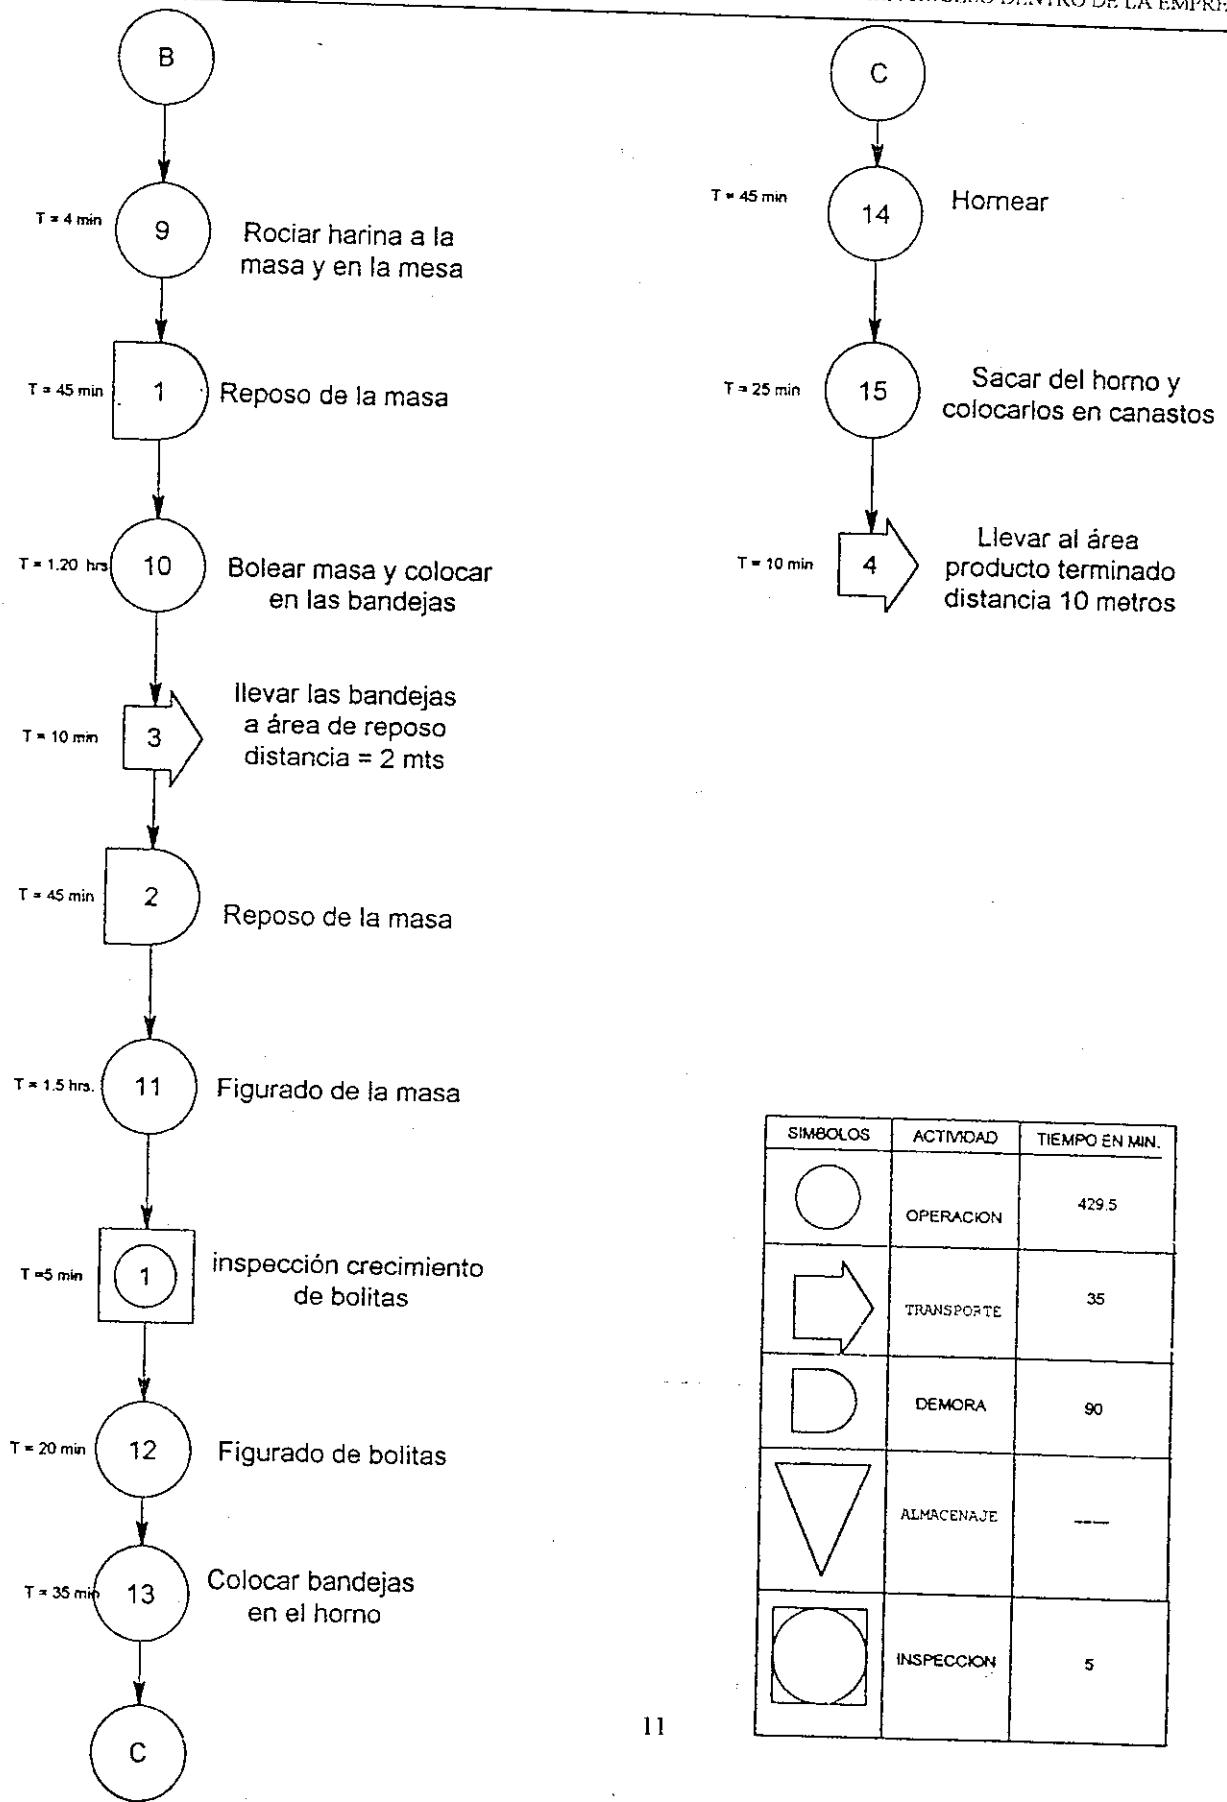 DENTRO DE LA EMPRE
B
T = 4 min
9
Rociar harina a la
masa y en la mesa
T = 45 min
1
Reposo de la masa
T = 1.20 hrs
10
Bolear masa y colocar
en las bandejas
T = 10 min
3
llevar las bandejas
a área de reposo
distancia = 2 mts
T = 45 min
2
Reposo de la masa
T = 1.5 hrs.
11
Figurado de la masa
T =5 min
1
inspección crecimiento
de bolitas
T = 20 min
12
Figurado de bolitas
T = 35 min
13
Colocar bandejas
en el horno
C
C
T = 45 min
14
Hornear
T = 25 min
15
Sacar del horno y
colocarlos en canastos
T = 10 min
4
Llevar al área
producto terminado
distancia 10 metros
SIMBOLOS ACTIVIDAD TIEMPO EN MIN.
OPERACION 429.5
TRANSPORTE 35
DEMORA 90
ALMACENAJE ----
INSPECCION 5
11